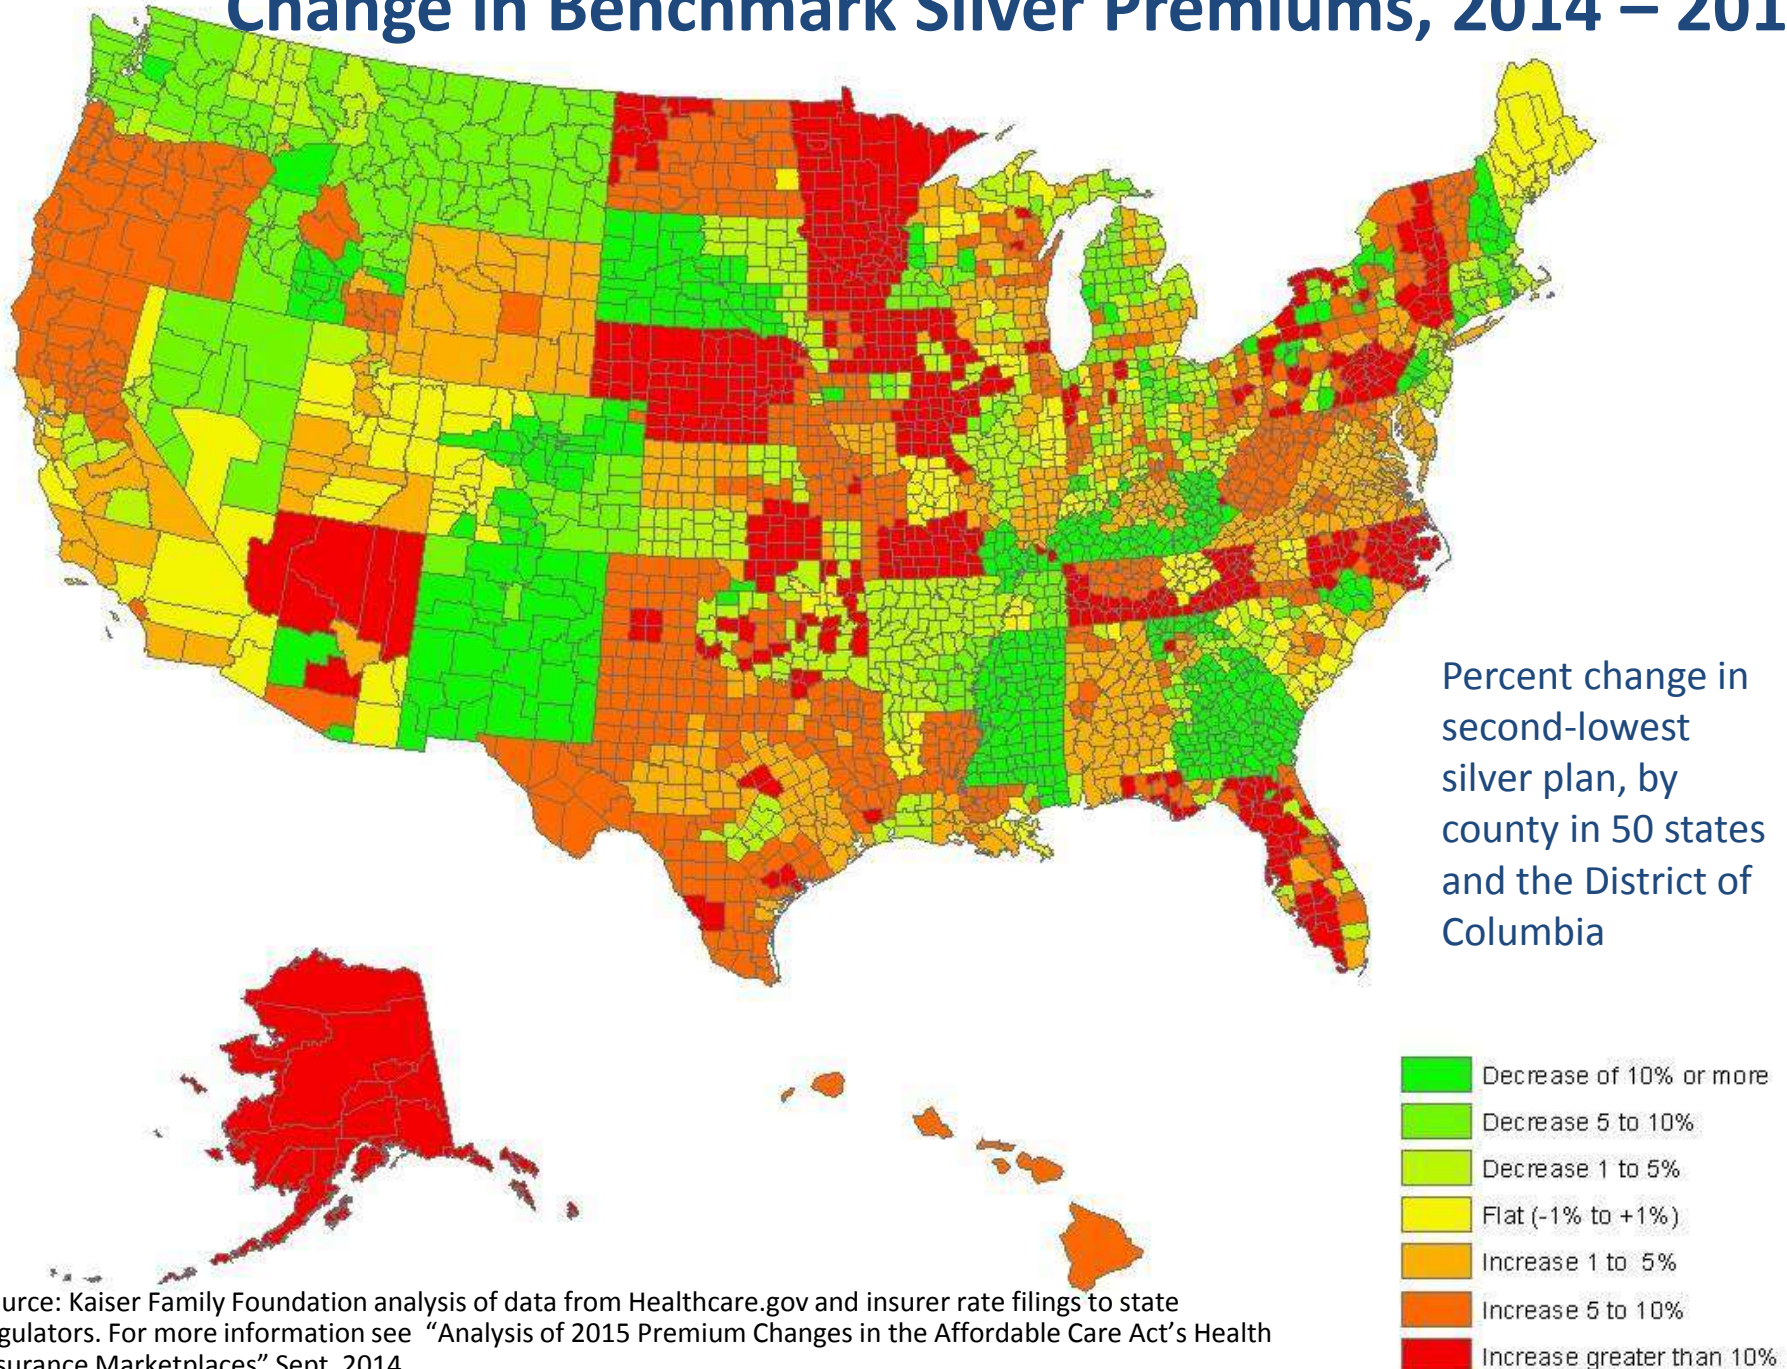 Change in Benchmark Silver Premiums, 2014 – 201
Percent change in
second-lowest
silver plan, by
county in 50 states
and the District of
Columbia
Decrease of 10% or more
Decrease 5 to 10%
Decrease 1 to 5%
Flat (-1% to +1%)
Increase 1 to 5%
Increase 5 to 10%
Increase greater than 10%
urce: Kaiser Family Foundation analysis of data from Healthcare.gov and insurer rate filings to state
gulators. For more information see “Analysis of 2015 Premium Changes in the Affordable Care Act’s Health
surance Marketplaces” Sept. 2014